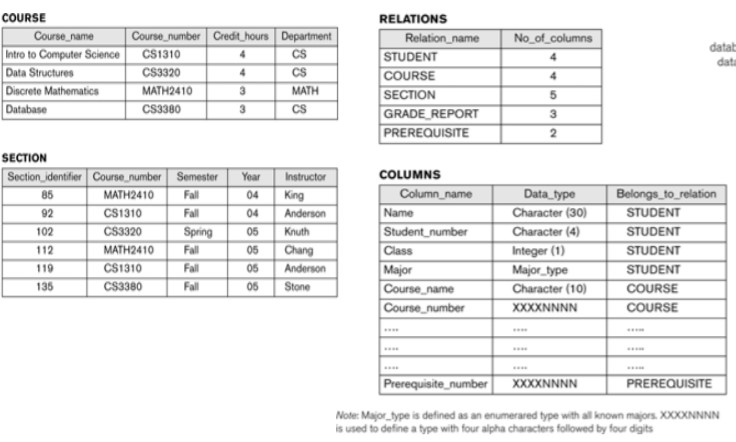 COURSE
Course_name Course_number Credit_hours Department
Intro to Computer Science CS1310 4 CS
Data Structures CS3320 4 CS
Discrete Mathematics MATH2410 3 MATH
Database CS3380 3 CS
SECTION
Section_identifier Course_number Semester Year Instructor
85 MATH2410 Fall 04 King
92 CS1310 Fall 04 Anderson
102 CS3320 Spring 05 Knuth
112 MATH2410 Fall 05 Chang
119 CS1310 Fall 05 Anderson
135 CS3380 Fall 05 Stone
RELATIONS
Relation_name No_of_columns
STUDENT 4
COURSE 4
SECTION 5
GRADE_REPORT 3
PREREQUISITE 2
datab
data
COLUMNS
Column_name Data_type Belongs_to_relation
Name Character (30) STUDENT
Student_number Character (4) STUDENT
Class Integer (1) STUDENT
Major Major_type STUDENT
Course_name Character (10) COURSE
Course_number XXXXNNNN COURSE
.... .... .....
.... .... .....
.... .... .....
Prerequisite_number XXXXNNNN PREREQUISITE
Note: Major_type is defined as an enumerared type with all known majors. XXXXNNNN
is used to define a type with four alpha characters followed by four digits